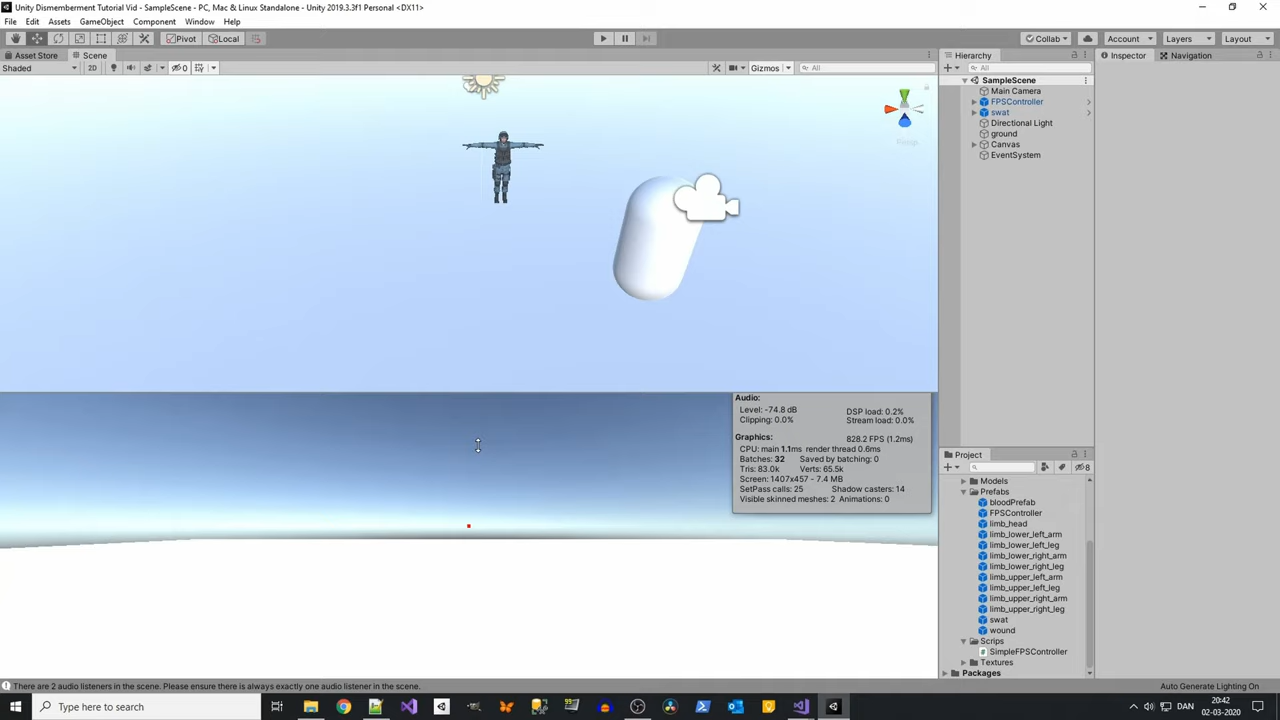 Unity Dismemberment Tutorial Vid - SampleScene - PC, Mac & Linux Standalone - Unity 2019.3.3f1 Personal <DX11>
File Edit Assets GameObject Component Window Help
Pivot Local Collab Account Layers Layout
Asset Store Scene
Shaded 2D 0 Gizmos All
Persp
Hierarchy
All
SampleScene
Main Camera
FPSController
swat
Directional Light
ground
Canvas
EventSystem
Inspector Navigation
Audio:
Level: -74.8 dB DSP load: 0.2%
Clipping: 0.0% Stream load: 0.0%
Graphics: 828.2 FPS (1.2ms)
CPU: main 1.1ms render thread 0.6ms
Batches: 32 Saved by batching: 0
Tris: 83.0k Verts: 65.5k
Screen: 1407x457 - 7.4 MB
SetPass calls: 25 Shadow casters: 14
Visible skinned meshes: 2 Animations: 0
Project
8
Models
Prefabs
bloodPrefab
FPSController
limb_head
limb_lower_left_arm
limb_lower_left_leg
limb_lower_right_arm
limb_lower_right_leg
limb_upper_left_arm
limb_upper_left_leg
limb_upper_right_arm
limb_upper_right_leg
swat
wound
Scrips
SimpleFPSController
Textures
Packages
There are 2 audio listeners in the scene. Please ensure there is always exactly one audio listener in the scene.
Auto Generate Lighting On
Type here to search
DAN
20:42
02-03-2020